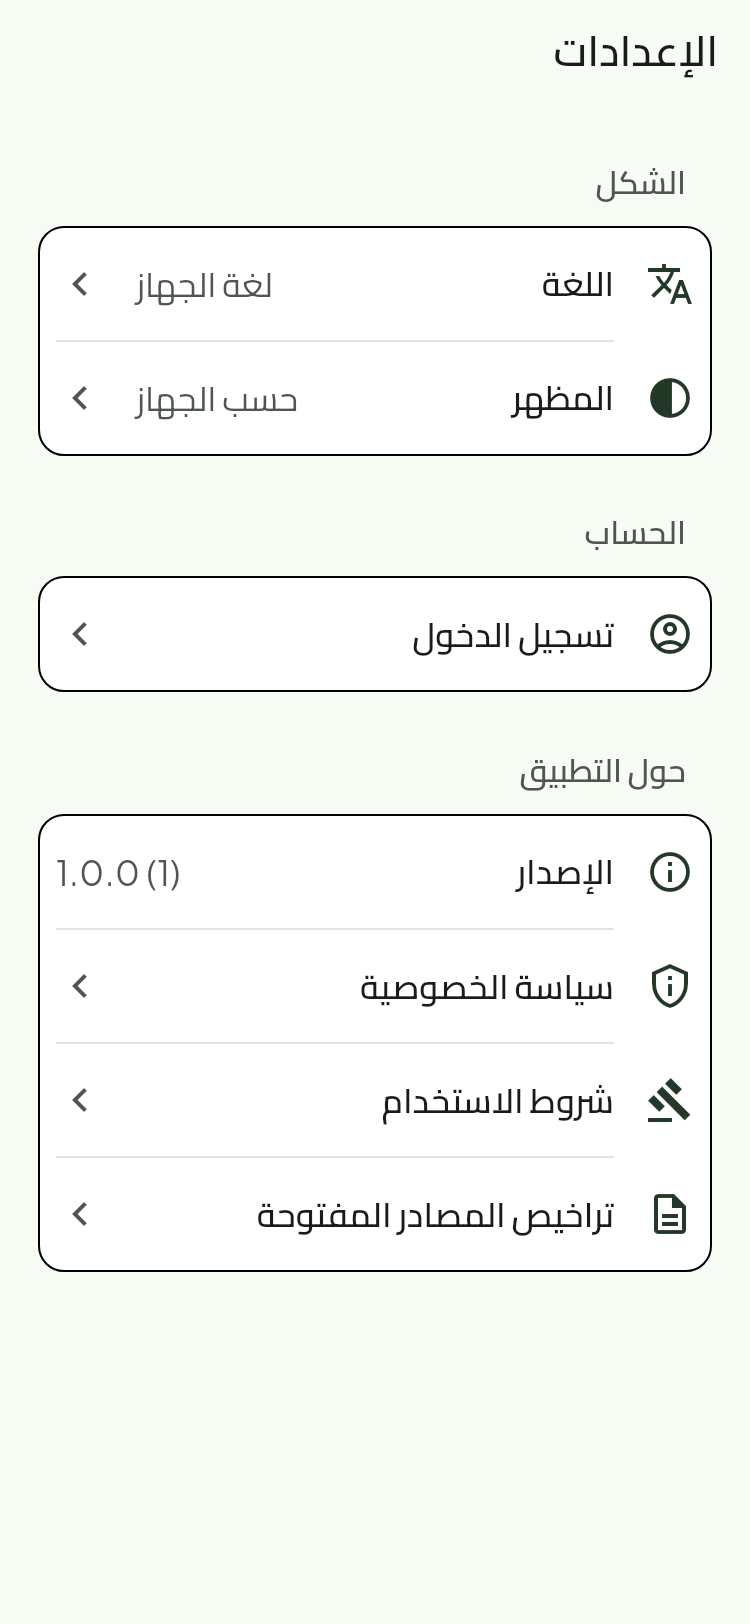 الإعدادات
الشكل
اللغة لغة الجهاز
المظهر حسب الجهاز
الحساب
تسجيل الدخول
حول التطبيق
الإصدار 1.0.0 (1)
سياسة الخصوصية
شروط الاستخدام
تراخيص المصادر المفتوحة